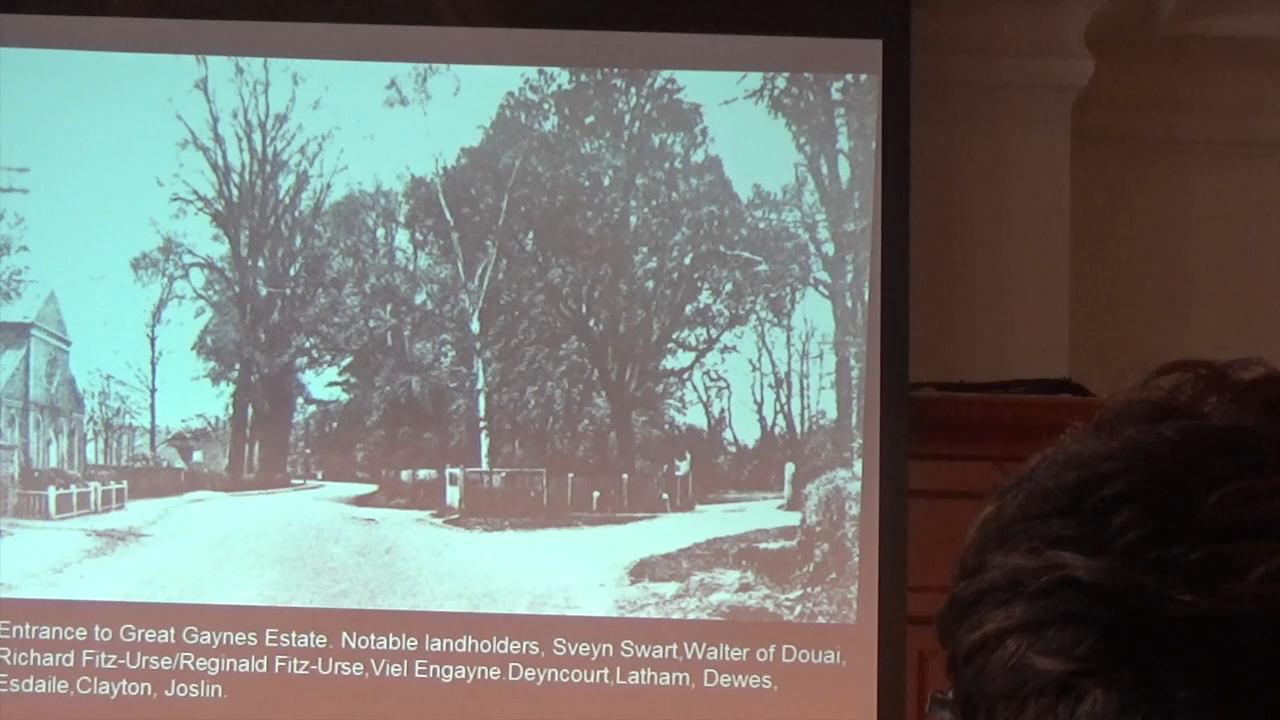 Entrance to Great Gaynes Estate. Notable landholders, Sveyn Swart,Walter of Douai,
Richard Fitz-Urse/Reginald Fitz-Urse,Viel Engayne.Deyncourt,Latham, Dewes,
Esdaile,Clayton, Joslin.